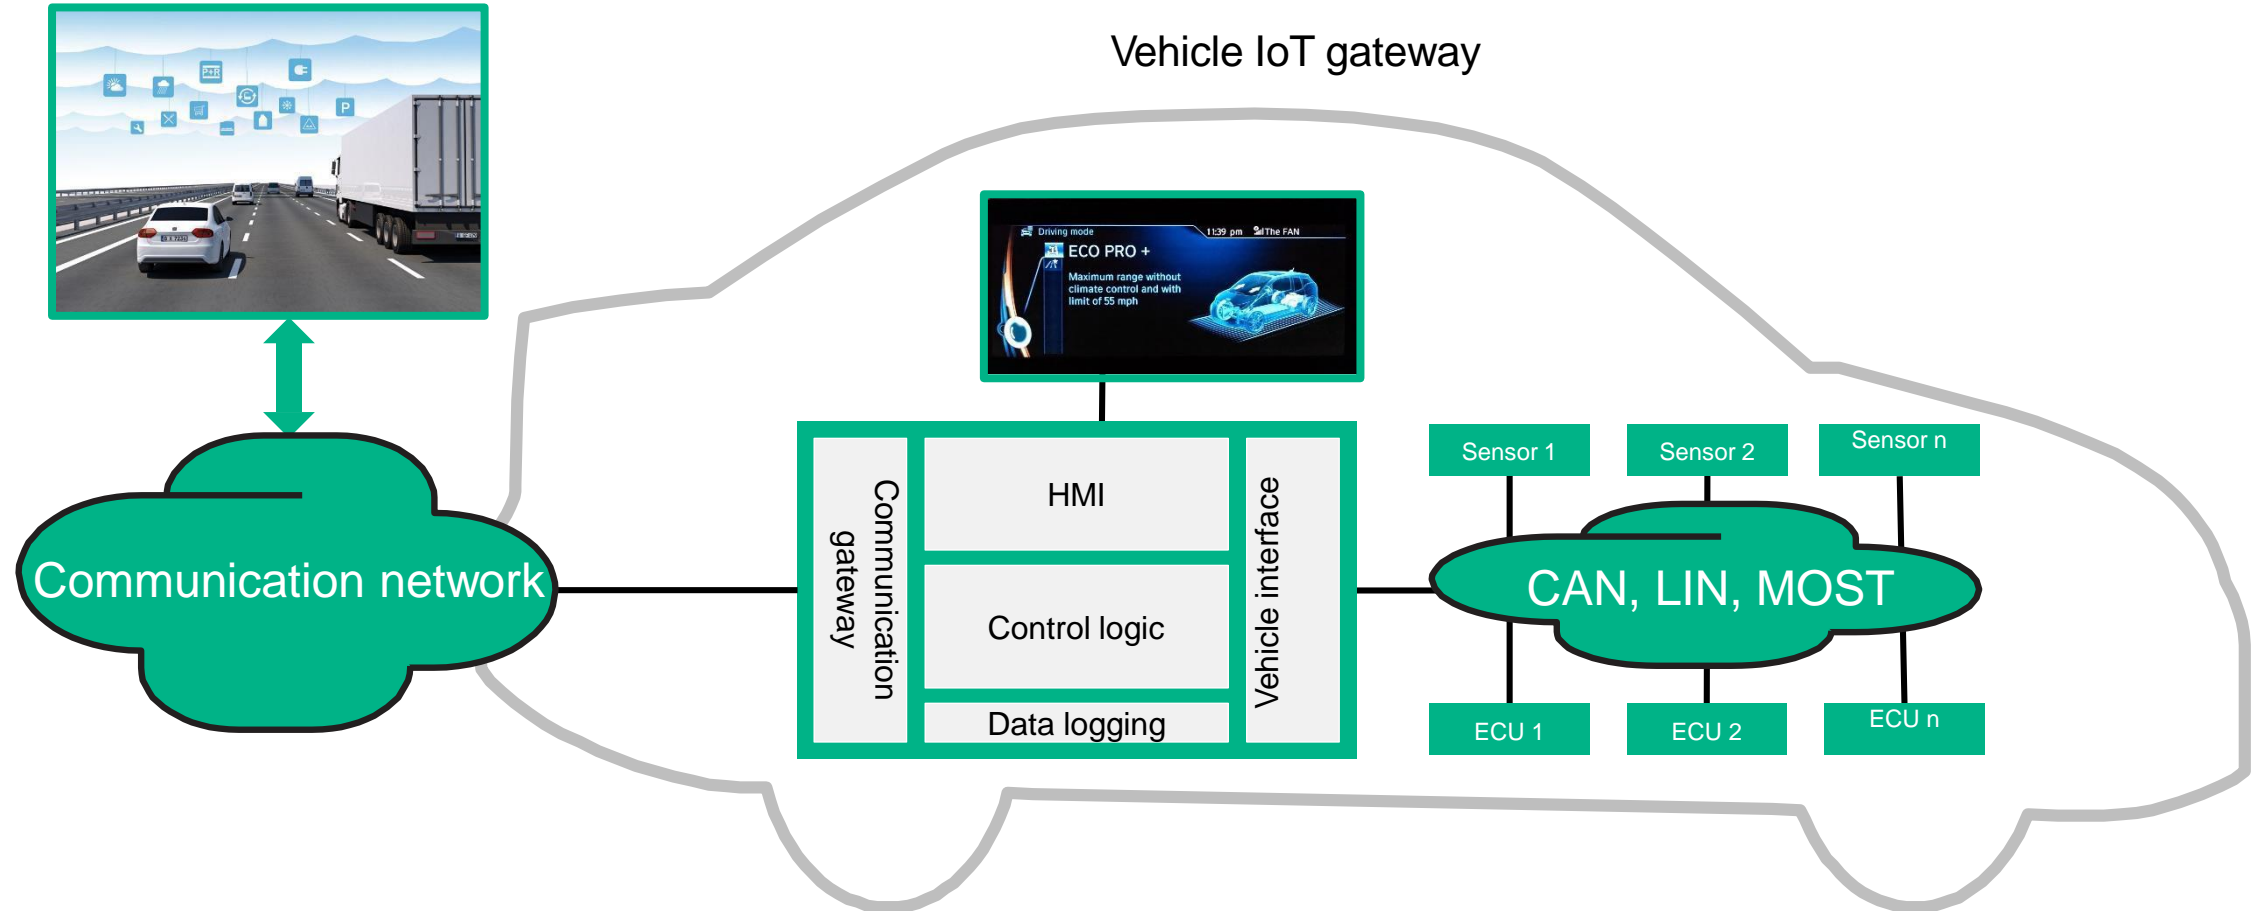 Vehicle IoT gateway
P+R
P
Driving mode
11:39 pm
The FAN
ECO PRO +
Maximum range without
climate control and with
limit of 55 mph
Communication network
Communication
gateway
HMI
Control logic
Data logging
Vehicle interface
Sensor 1
Sensor 2
Sensor n
CAN, LIN, MOST
ECU 1
ECU 2
ECU n